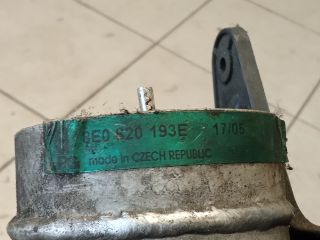 8E0 820 193E 17/05
made in CZECH REPUBLIC